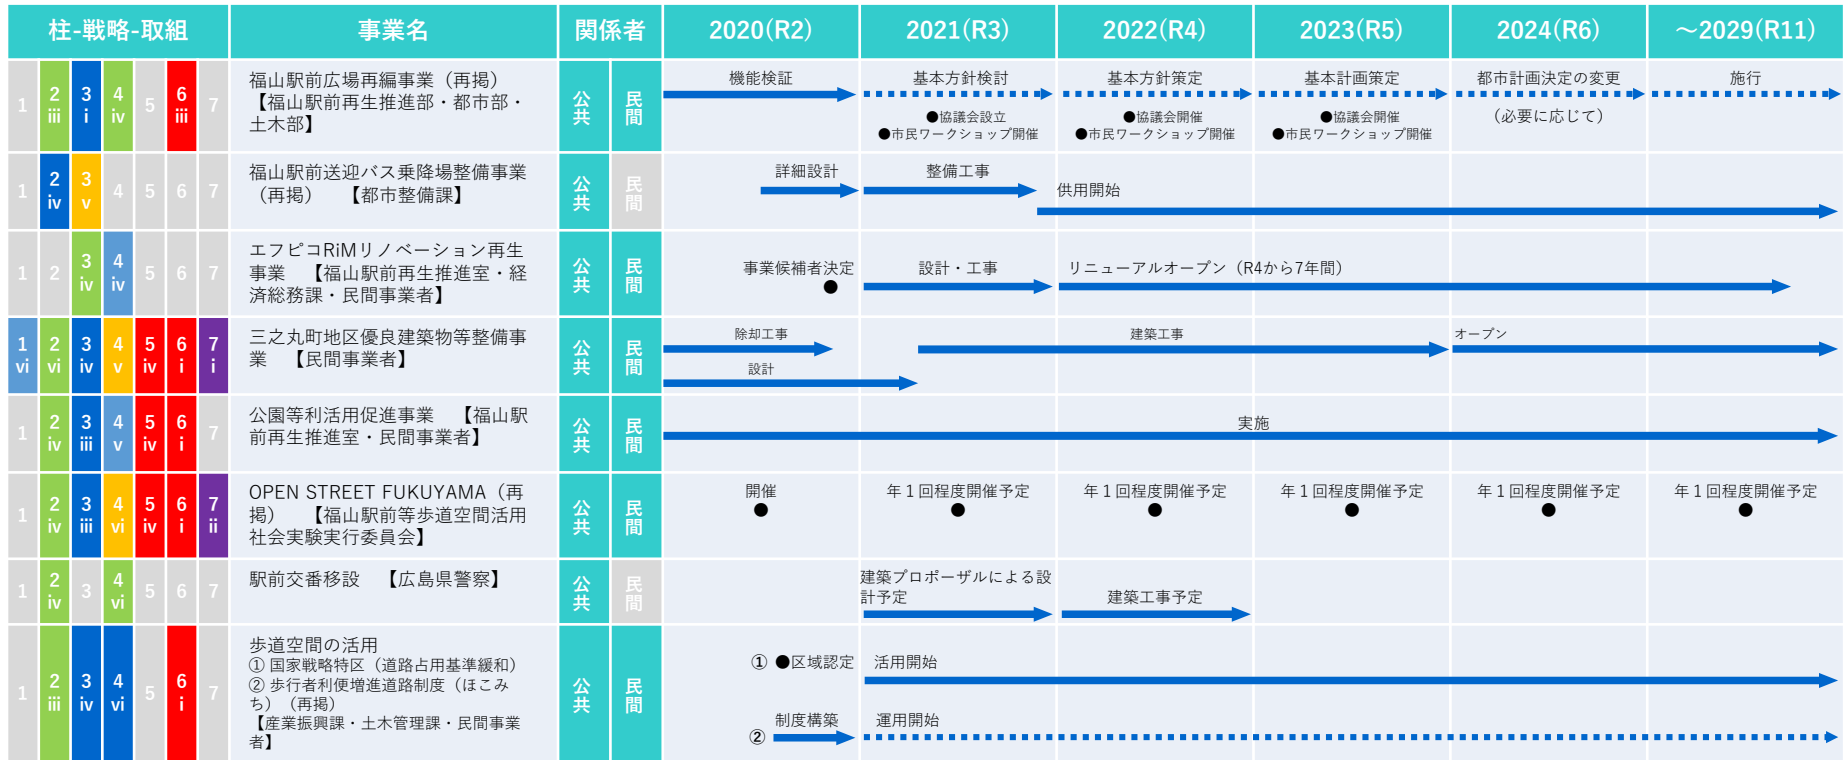 柱-戦略-取組 事業名 関係者 2020(R2) 2021(R3) 2022(R4) 2023(R5) 2024(R6) ～2029(R11)
1 2 3 4 5 6 7
iii i iv iii
福山駅前広場再編事業（再掲）
【福山駅前再生推進部・都市部・
土木部】
公共 民間
機能検証 基本方針検討 基本方針策定 基本計画策定 都市計画決定の変更 施行
（必要に応じて）
●協議会設立 ●協議会開催 ●協議会開催
●市民ワークショップ開催 ●市民ワークショップ開催 ●市民ワークショップ開催
1 2 3 4 5 6 7
iv v
福山駅前送迎バス乗降場整備事業
（再掲） 【都市整備課】
公共 民間
詳細設計 整備工事
供用開始
1 2 3 4 5 6 7
iv iv
エフピコRiMリノベーション再生
事業 【福山駅前再生推進室・経
済総務課・民間事業者】
公共 民間
事業候補者決定 設計・工事 リニューアルオープン（R4から7年間）
●
1 2 3 4 5 6 7
vi vi iv v iv i i
三之丸町地区優良建築物等整備事
業 【民間事業者】
公共 民間
除却工事 建築工事 オープン
設計
1 2 3 4 5 6 7
iv iii v iv i
公園等利活用促進事業 【福山駅
前再生推進室・民間事業者】
公共 民間
実施
1 2 3 4 5 6 7
iv iii vi iv i ii
OPEN STREET FUKUYAMA（再
掲） 【福山駅前等歩道空間活用
社会実験実行委員会】
公共 民間
開催 年１回程度開催予定 年１回程度開催予定 年１回程度開催予定 年１回程度開催予定 年１回程度開催予定
● ● ● ● ● ●
1 2 3 4 5 6 7
iv vi
駅前交番移設 【広島県警察】
公共 民間
建築プロポーザルによる設
計予定 建築工事予定
1 2 3 4 5 6 7
iii iv vi i
歩道空間の活用
① 国家戦略特区（道路占用基準緩和）
② 歩行者利便増進道路制度（ほこみ
ち）（再掲）
【産業振興課・土木管理課・民間事業
者】
公共 民間
① ●区域認定 活用開始
制度構築 運用開始
②